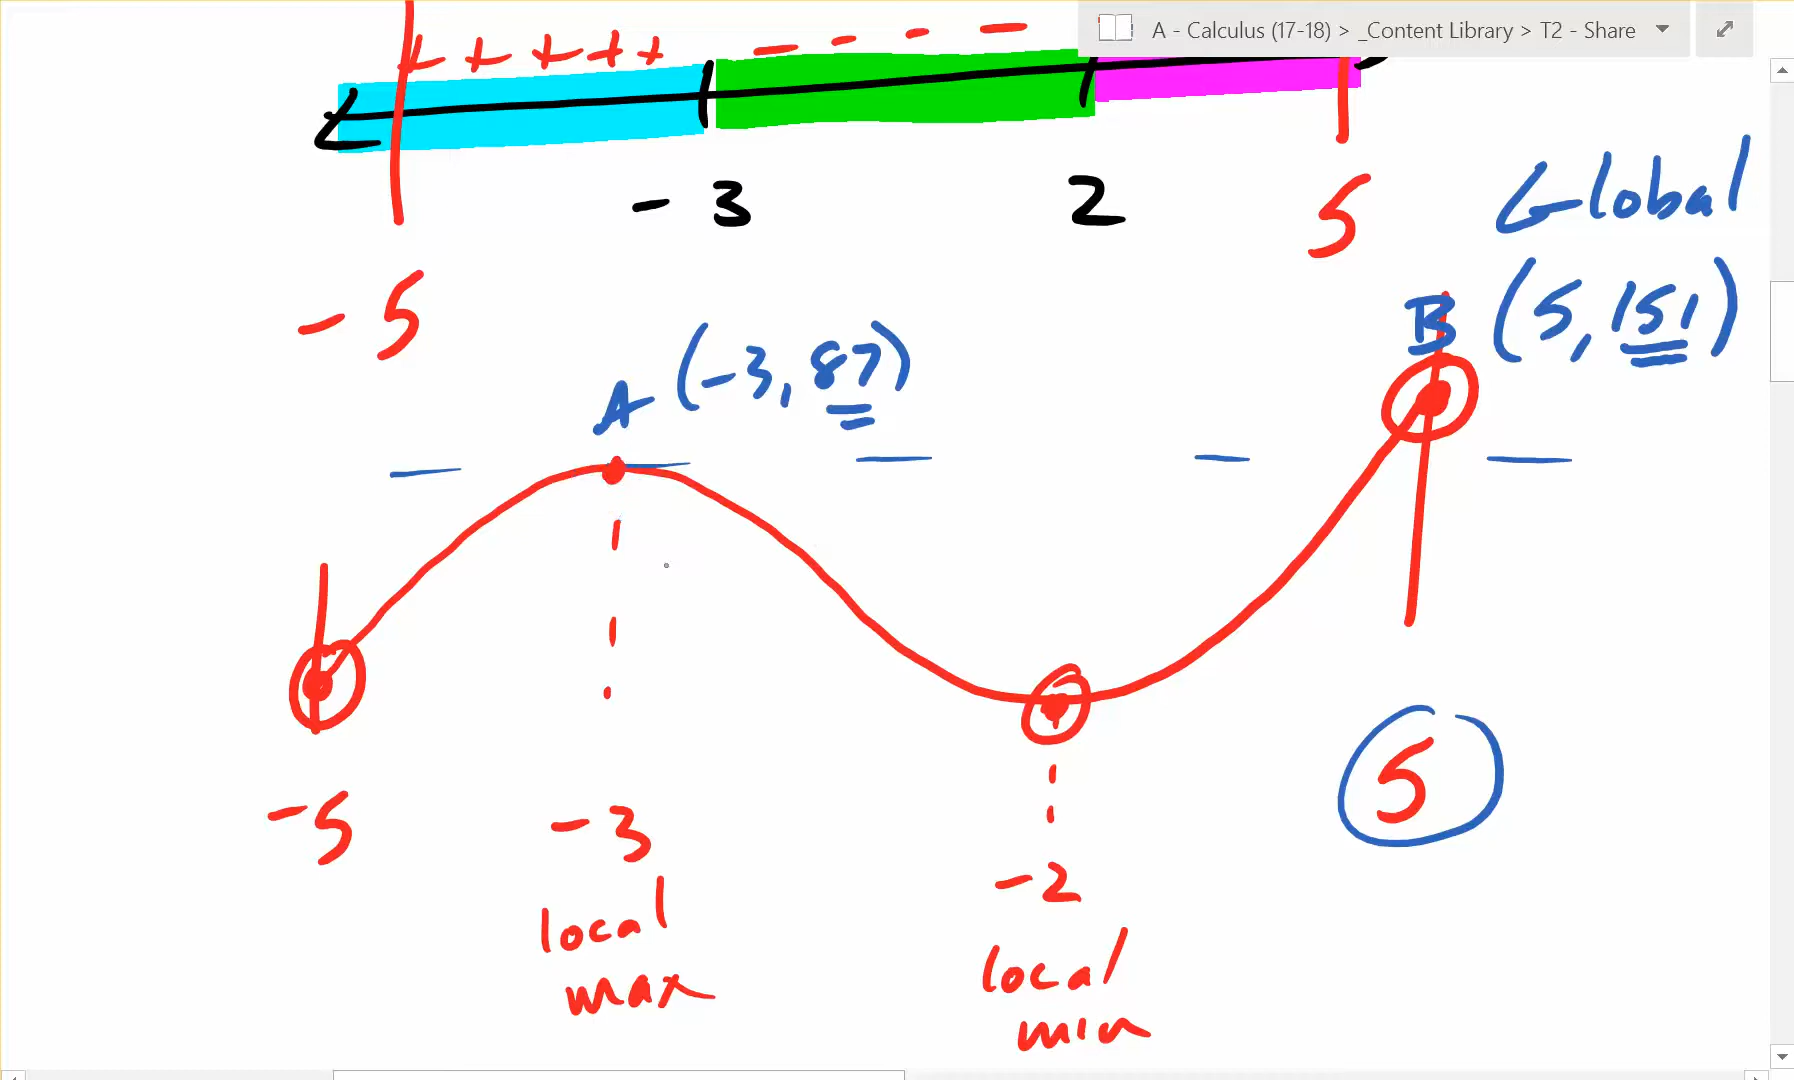 A - Calculus (17-18) > _Content Library > T2 - Share
+ + + + + - - - -
-3 2 5 Global
-5 A (-3, 87) B (5, 151)
-5 -3 -2 5
local local
max min